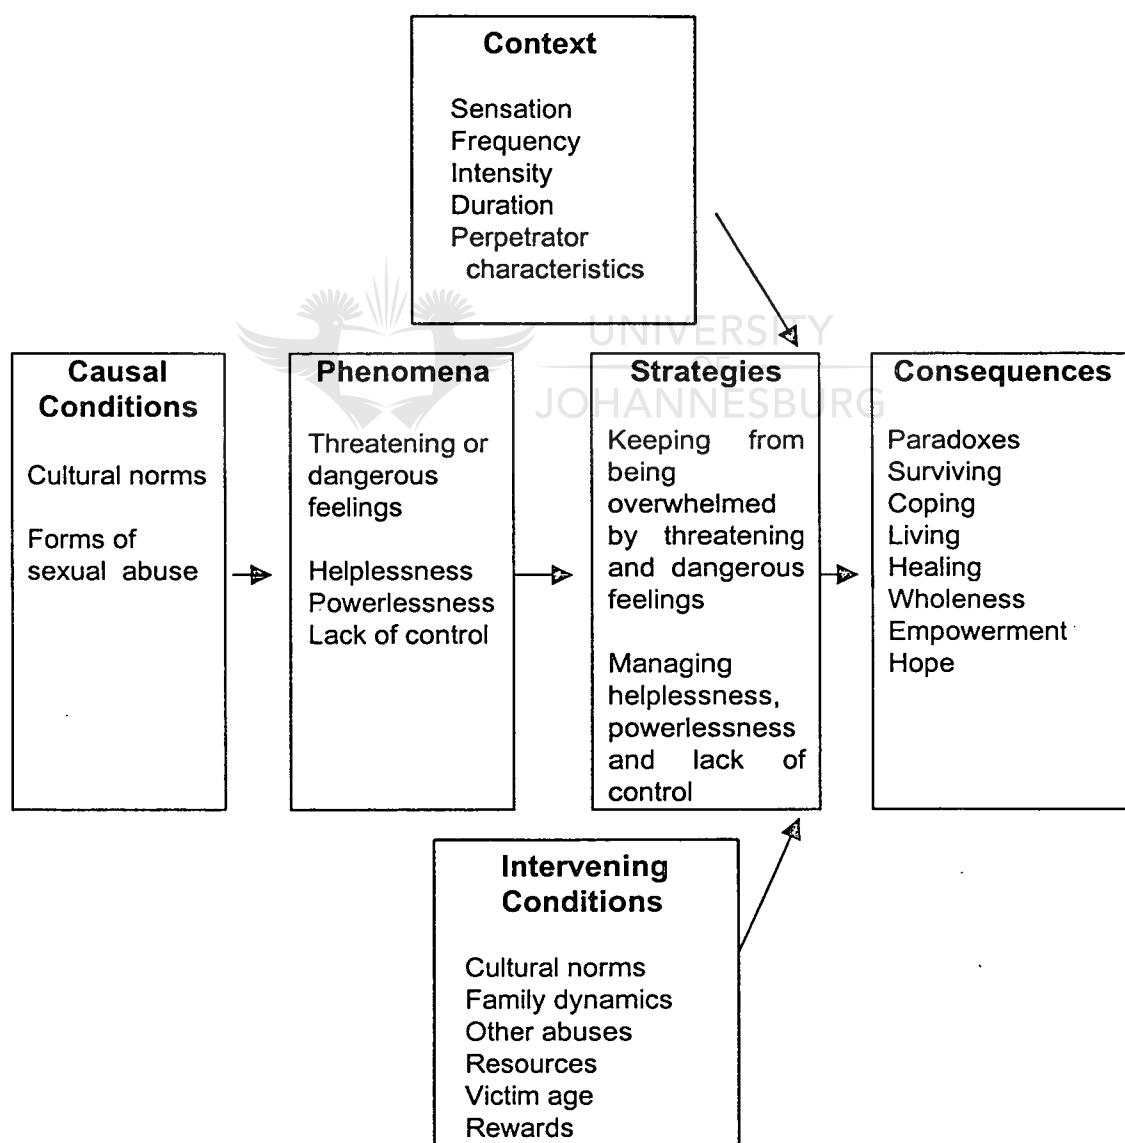 Context
Sensation
Frequency
Intensity
Duration
Perpetrator
characteristics
UNIVERSITY
OF
JOHANNESBURG
Causal
Conditions
Cultural norms
Forms of
sexual abuse
Phenomena
Threatening or
dangerous
feelings
Helplessness
Powerlessness
Lack of control
Strategies
Keeping from
being
overwhelmed
by threatening
and dangerous
feelings
Managing
helplessness,
powerlessness
and lack of
control
Consequences
Paradoxes
Surviving
Coping
Living
Healing
Wholeness
Empowerment
Hope
Intervening
Conditions
Cultural norms
Family dynamics
Other abuses
Resources
Victim age
Rewards